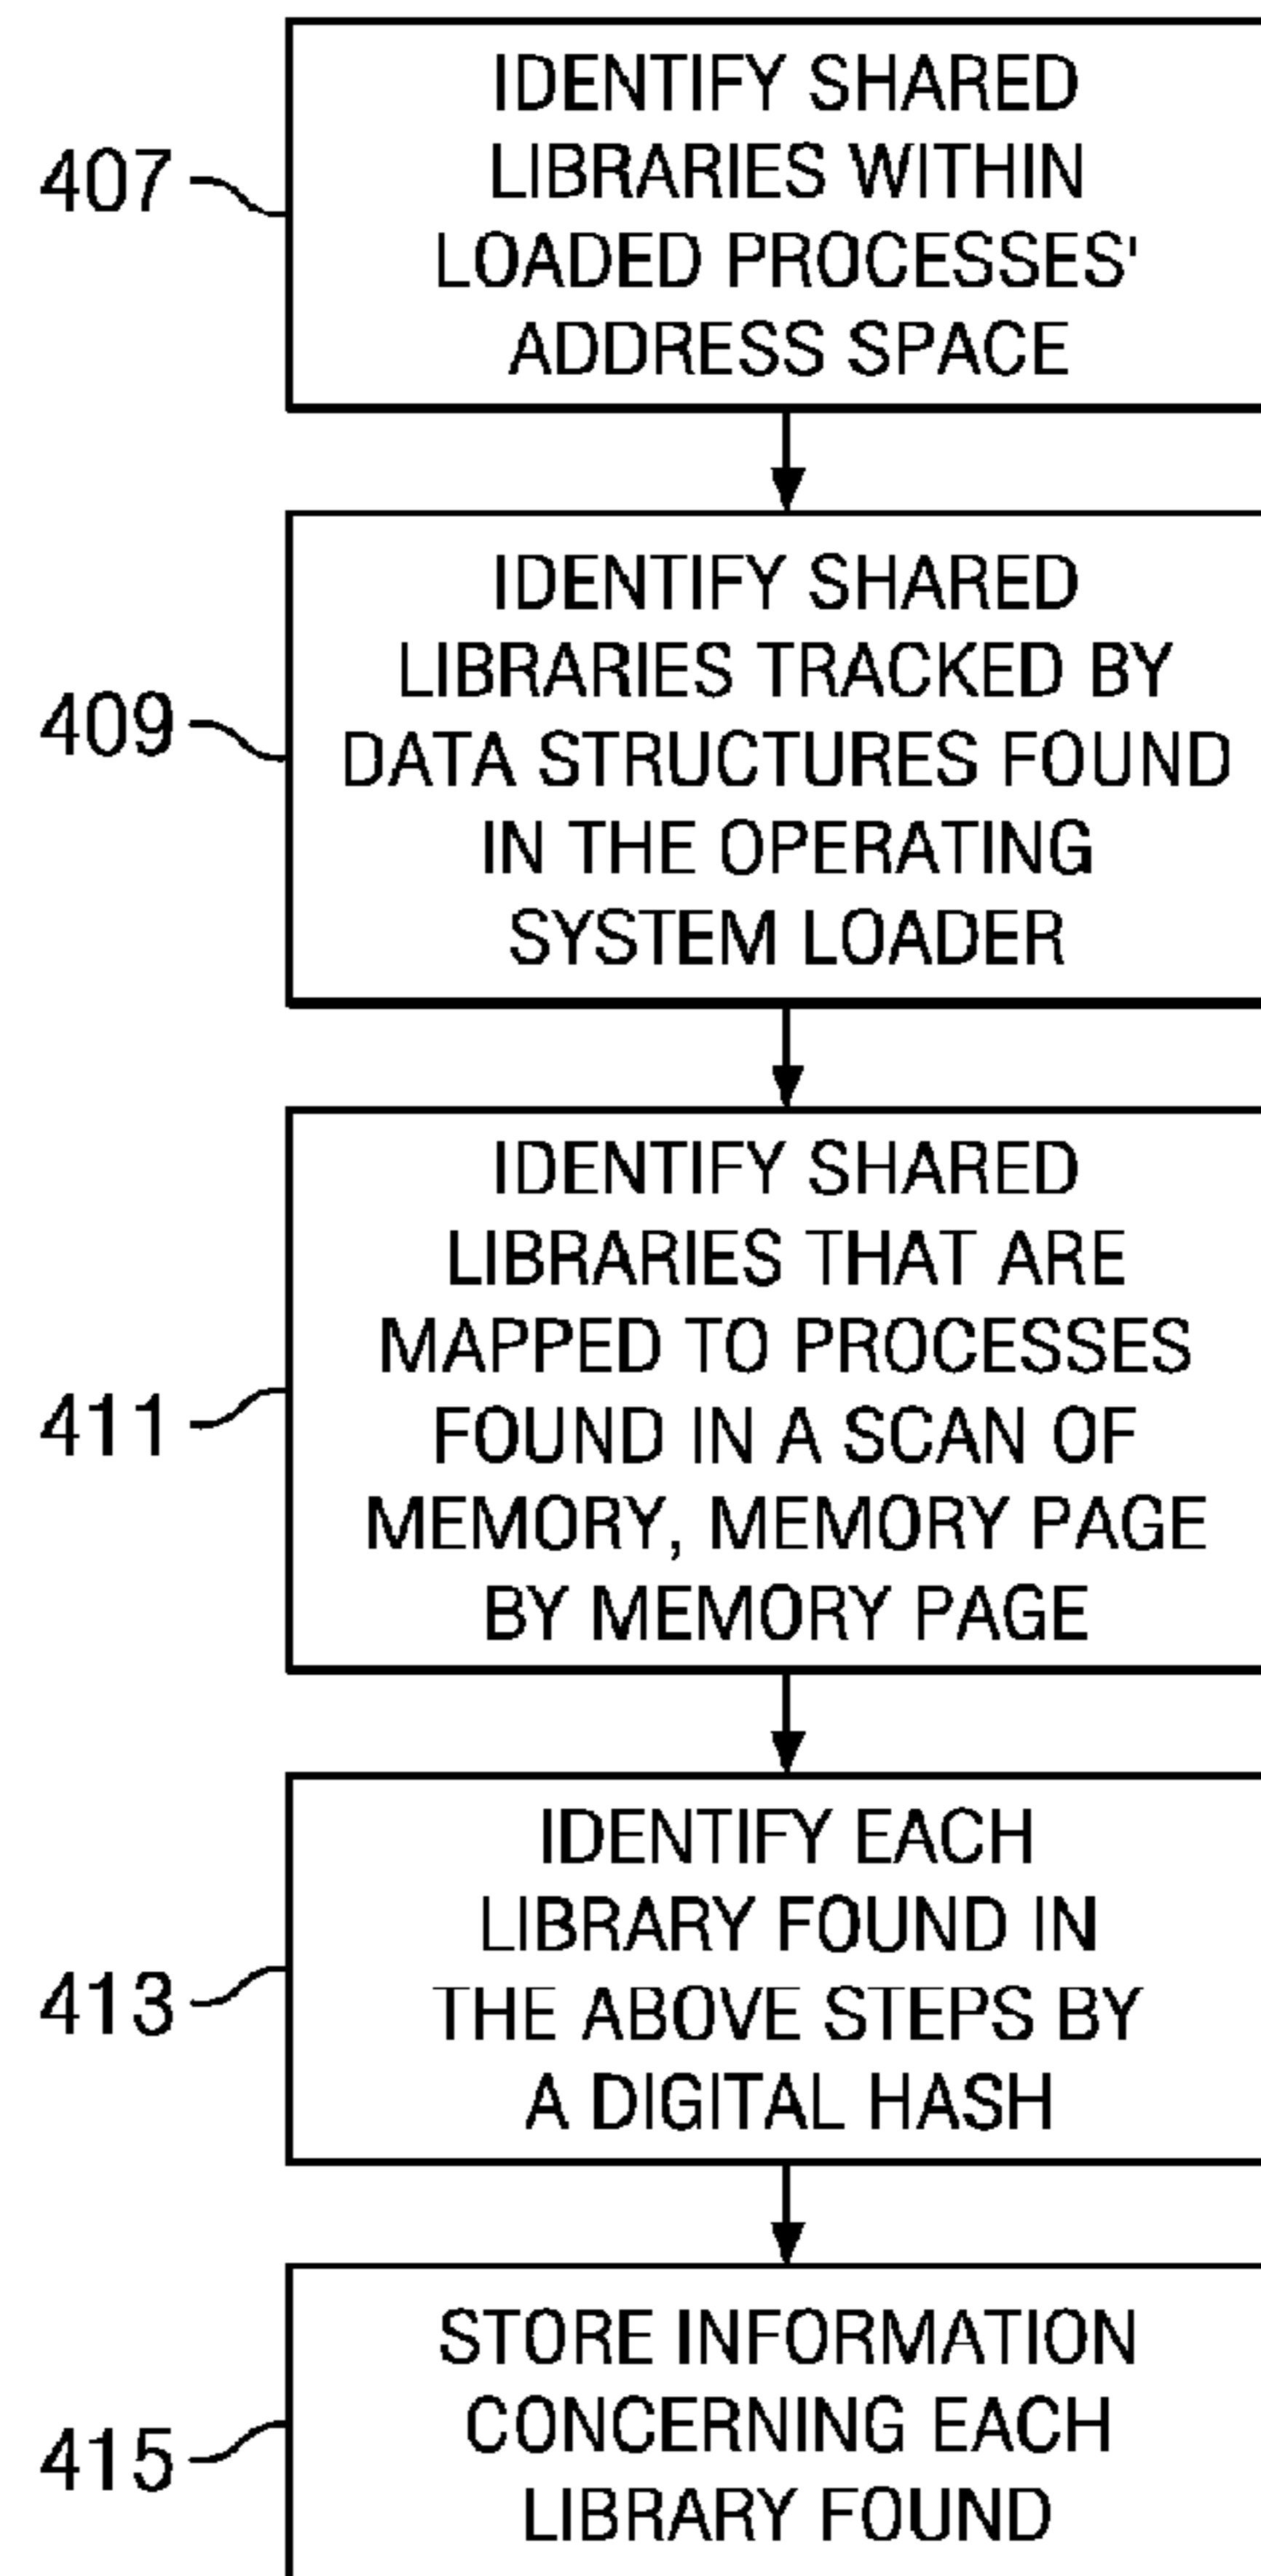 IDENTIFY SHARED
LIBRARIES WITHIN
407
LOADED PROCESSES'
ADDRESS SPACE
IDENTIFY SHARED
LIBRARIES TRACKED BY
409
DATA STRUCTURES FOUND
IN THE OPERATING
SYSTEM LOADER
IDENTIFY SHARED
LIBRARIES THAT ARE
MAPPED TO PROCESSES
411
FOUND IN A SCAN OF
MEMORY, MEMORY PAGE
BY MEMORY PAGE
IDENTIFY EACH
LIBRARY FOUND IN
413
THE ABOVE STEPS BY
A DIGITAL HASH
STORE INFORMATION
CONCERNING EACH
415
LIBRARY FOUND